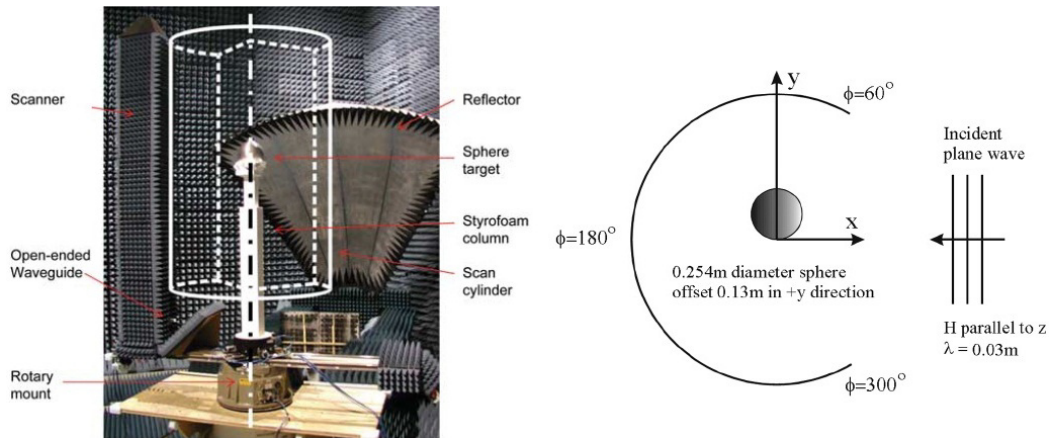 Scanner
Open-ended
Waveguide
Rotary
mount
Reflector
Sphere
target
Styrofoam
column
Scan
cylinder
y
x
ϕ=60°
ϕ=180°
ϕ=300°
Incident
plane wave
0.254m diameter sphere
offset 0.13m in +y direction
H parallel to z
λ = 0.03m